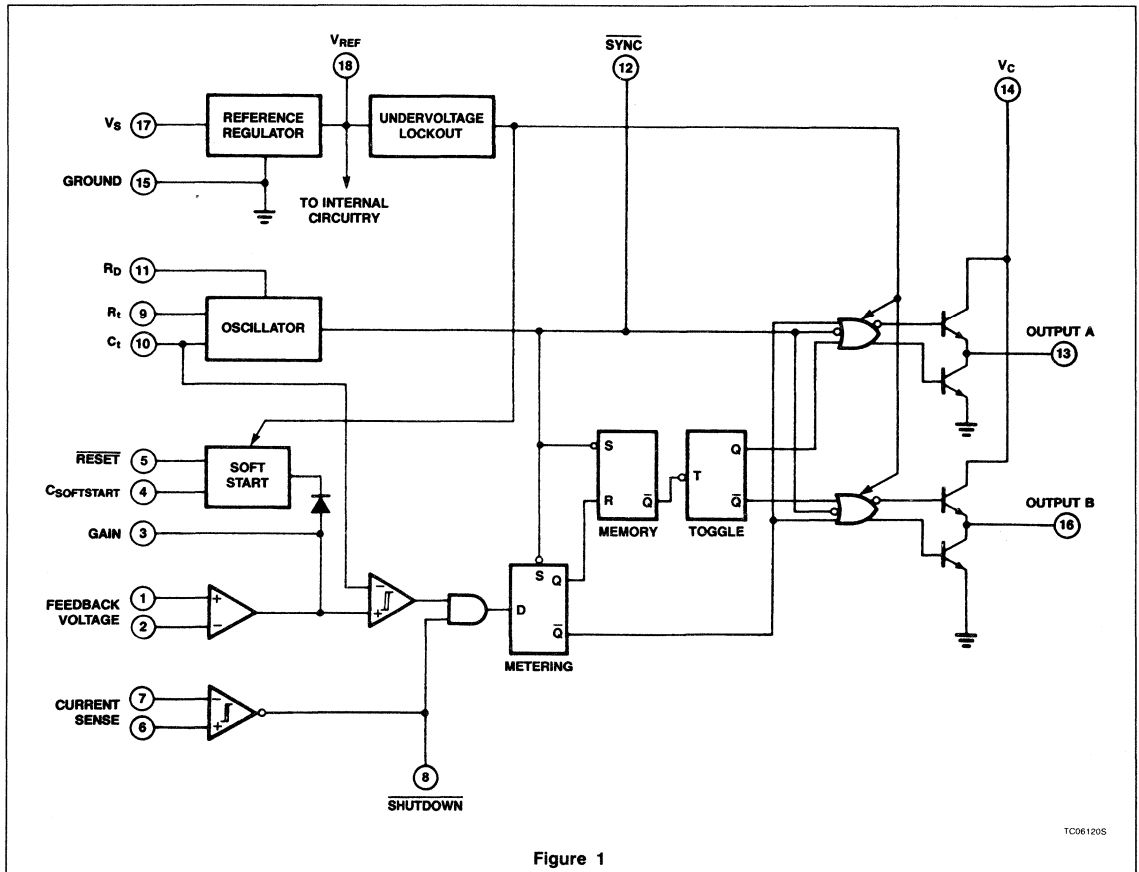 VREF
18
SYNC
12
VC
14
VS 17
REFERENCE
REGULATOR
UNDERVOLTAGE
LOCKOUT
GROUND 15
TO INTERNAL
CIRCUITRY
RD 11
Rt 9
Ct 10
OSCILLATOR
OUTPUT A
13
RESET 5
CSOFTSTART 4
SOFT
START
GAIN 3
S
R
Q
MEMORY
T
Q
Q
TOGGLE
OUTPUT B
16
FEEDBACK
VOLTAGE
1
2
+
−
−
+
S
Q
D
Q
METERING
CURRENT
SENSE
7
6
−
+
8
SHUTDOWN
TC06120S
Figure 1